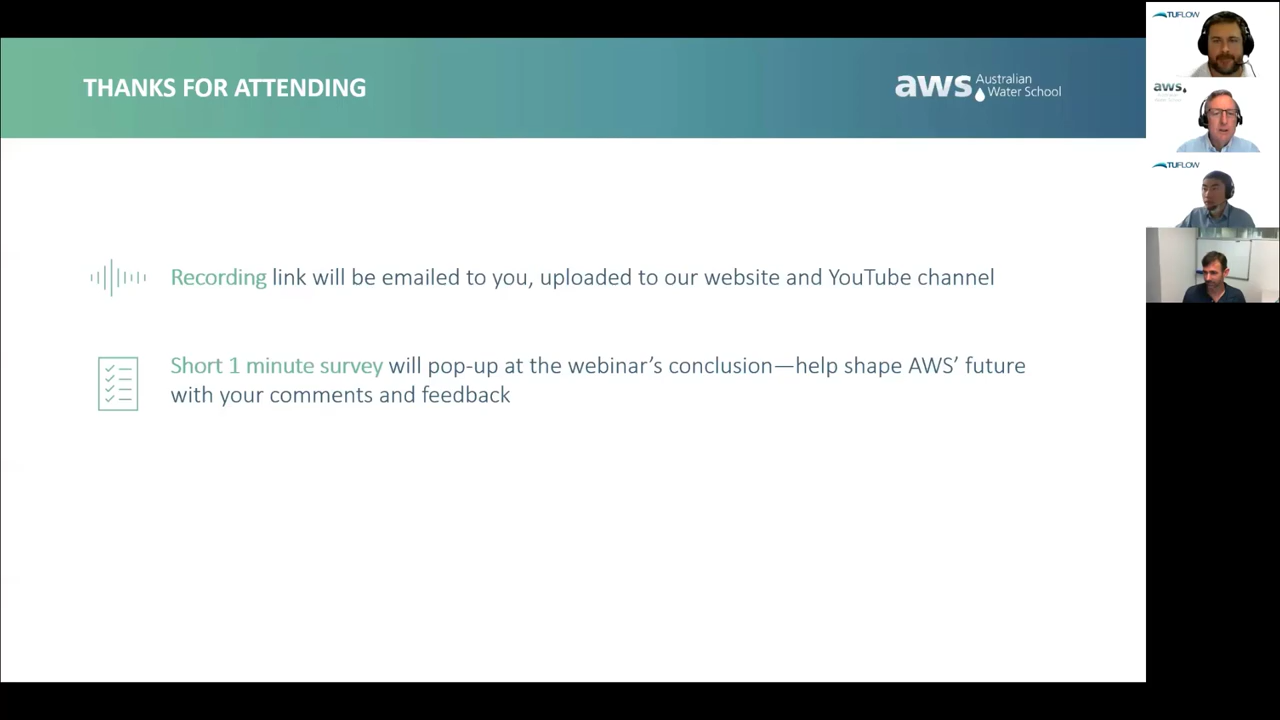 THANKS FOR ATTENDING
aws Australian
Water School
Recording link will be emailed to you, uploaded to our website and YouTube channel
Short 1 minute survey will pop-up at the webinar’s conclusion—help shape AWS’ future
with your comments and feedback
TUFLOW
aws
TUFLOW